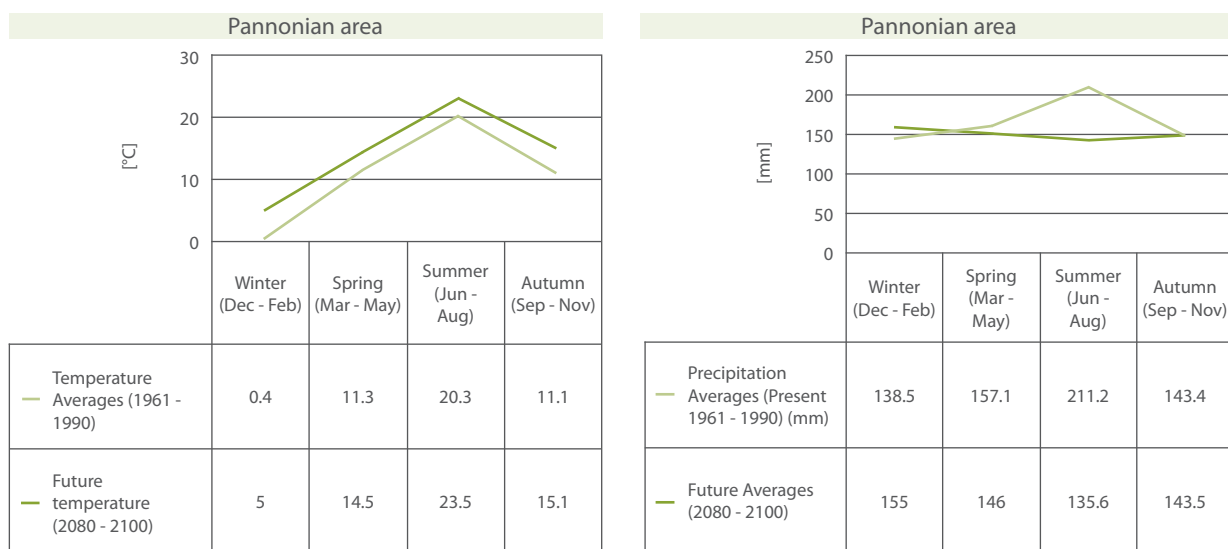 Pannonian area
30
20
10
0
[°C]
Winter
(Dec - Feb)
Spring
(Mar - May)
Summer
(Jun -
Aug)
Autumn
(Sep - Nov)
Temperature
Averages (1961 -
1990)
0.4
11.3
20.3
11.1
Future
temperature
(2080 - 2100)
5
14.5
23.5
15.1
Pannonian area
250
200
150
100
50
0
[mm]
Winter
(Dec - Feb)
Spring
(Mar -
May)
Summer
(Jun -
Aug)
Autumn
(Sep - Nov)
Precipitation
Averages (Present
1961 - 1990) (mm)
138.5
157.1
211.2
143.4
Future Averages
(2080 - 2100)
155
146
135.6
143.5